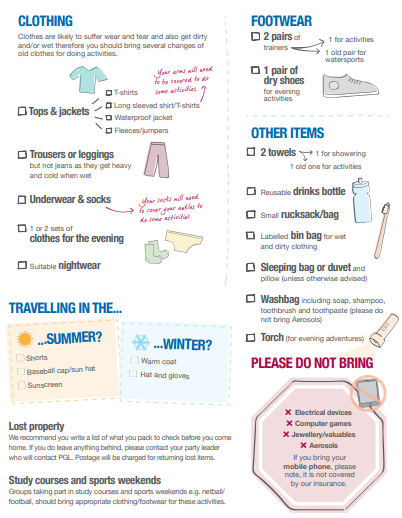 CLOTHING
Clothes are likely to suffer wear and tear and also get dirty
and/or wet therefore you should bring several changes of
old clothes for doing activities.
Your arms will need
to be covered to do
some activities.
Tops & jackets
T-shirts
Long sleeved shirt/T-shirts
Waterproof jacket
Fleeces/jumpers
Trousers or leggings
but not jeans as they get heavy
and cold when wet
Underwear & socks
Your socks will need
to cover your ankles to
do some activities.
1 or 2 sets of
clothes for the evening
Suitable nightwear
TRAVELLING IN THE...
...SUMMER?
Shorts
Baseball cap/sun hat
Sunscreen
...WINTER?
Warm coat
Hat and gloves
Lost property
We recommend you write a list of what you pack to check before you come
home. If you do leave anything behind, please contact your party leader
who will contact PGL. Postage will be charged for returning lost items.
Study courses and sports weekends
Groups taking part in study courses and sports weekends e.g. netball/
football, should bring appropriate clothing/footwear for these activities.
FOOTWEAR
2 pairs of
trainers
1 for activities
1 old pair for
watersports
1 pair of
dry shoes
for evening
activities
OTHER ITEMS
2 towels
1 for showering
1 old one for activities
Reusable drinks bottle
Small rucksack/bag
Labelled bin bag for wet
and dirty clothing
Sleeping bag or duvet and
pillow (unless otherwise advised)
Washbag including soap, shampoo,
toothbrush and toothpaste (please do
not bring Aerosols)
Torch (for evening adventures)
PLEASE DO NOT BRING
Electrical devices
Computer games
Jewellery/valuables
Aerosols
If you bring your
mobile phone, please
note, it is not covered
by our insurance.